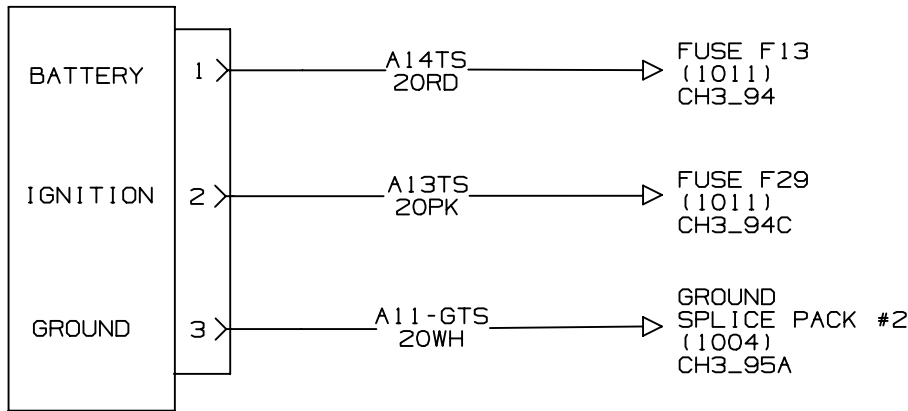 BATTERY
1
A14TS
20RD
FUSE F13
(1011)
CH3_94
IGNITION
2
A13TS
20PK
FUSE F29
(1011)
CH3_94C
GROUND
3
A11-GTS
20WH
GROUND
SPLICE PACK #2
(1004)
CH3_95A